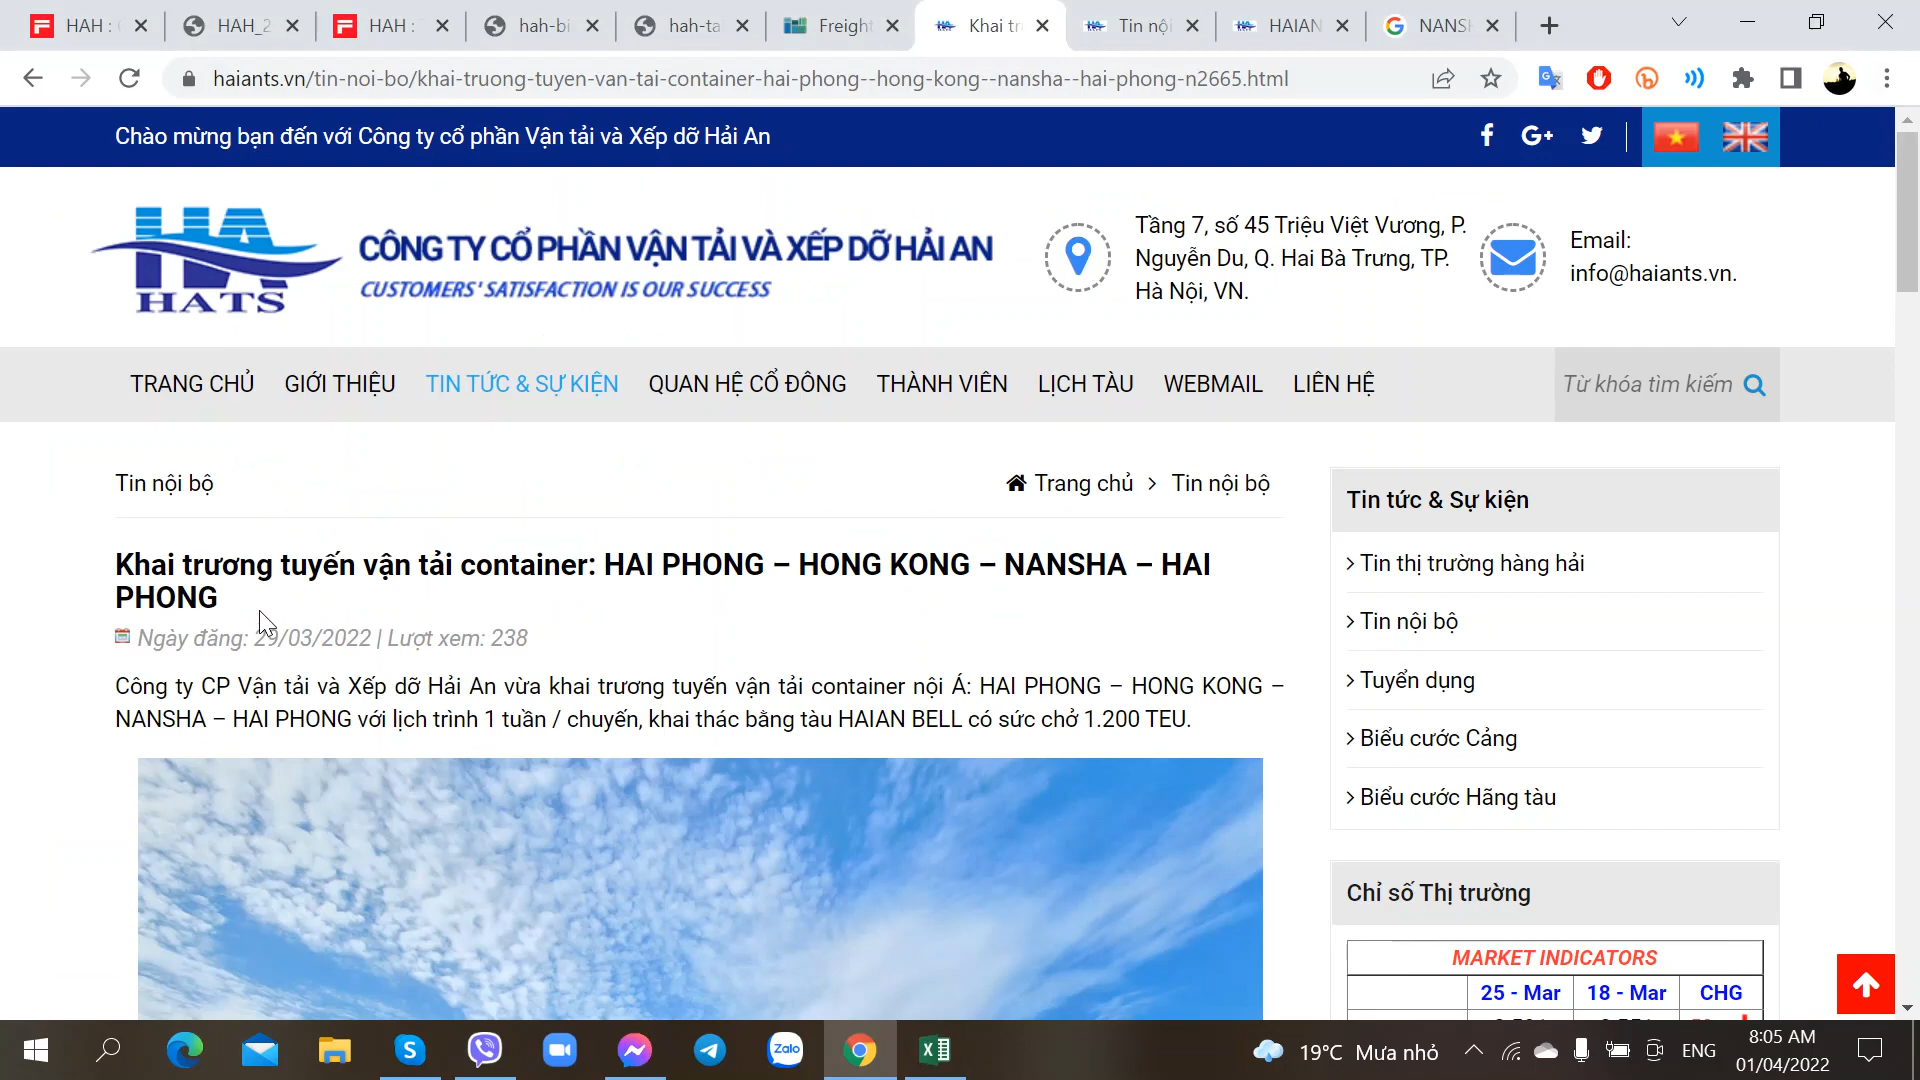 HAH :
HAH_2
HAH :
hah-bi
hah-ta
Freight
Khai tr
Tin nội
HAIAN
NANSH
haiants.vn/tin-noi-bo/khai-truong-tuyen-van-tai-container-hai-phong--hong-kong--nansha--hai-phong-n2665.html
Chào mừng bạn đến với Công ty cổ phần Vận tải và Xếp dỡ Hải An
G+
HA
HATS
CÔNG TY CỔ PHẦN VẬN TẢI VÀ XẾP DỠ HẢI AN
CUSTOMERS' SATISFACTION IS OUR SUCCESS
Tầng 7, số 45 Triệu Việt Vương, P.
Nguyễn Du, Q. Hai Bà Trưng, TP.
Hà Nội, VN.
Email:
info@haiants.vn.
TRANG CHỦ GIỚI THIỆU TIN TỨC & SỰ KIỆN QUAN HỆ CỔ ĐÔNG THÀNH VIÊN LỊCH TÀU WEBMAIL LIÊN HỆ
Từ khóa tìm kiếm
Tin nội bộ
Trang chủ > Tin nội bộ
Khai trương tuyến vận tải container: HAI PHONG – HONG KONG – NANSHA – HAI
PHONG
Ngày đăng: 29/03/2022 | Lượt xem: 238
Công ty CP Vận tải và Xếp dỡ Hải An vừa khai trương tuyến vận tải container nội Á: HAI PHONG – HONG KONG –
NANSHA – HAI PHONG với lịch trình 1 tuần / chuyến, khai thác bằng tàu HAIAN BELL có sức chở 1.200 TEU.
Tin tức & Sự kiện
> Tin thị trường hàng hải
> Tin nội bộ
> Tuyển dụng
> Biểu cước Cảng
> Biểu cước Hãng tàu
Chỉ số Thị trường
MARKET INDICATORS
25 - Mar 18 - Mar CHG
Zalo
19°C Mưa nhỏ
ENG
8:05 AM
01/04/2022